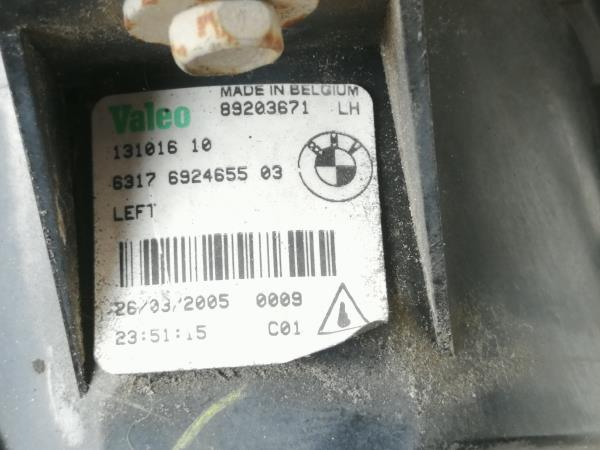 MADE IN BELGIUM
Valeo 89203671 LH
131016 10
6317 6924655 03
LEFT
26/03/2005 0009
23:51:15 C01